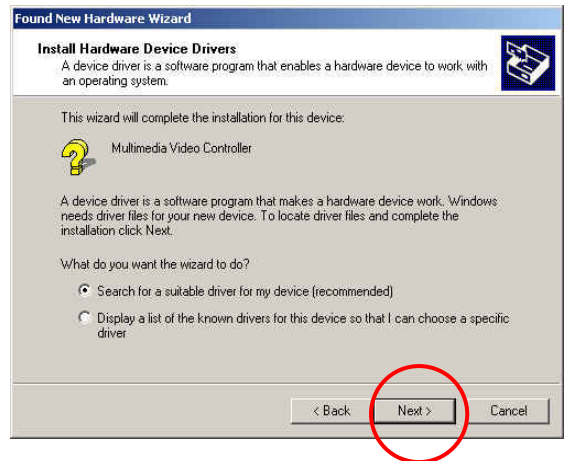 Found New Hardware Wizard
Install Hardware Device Drivers
A device driver is a software program that enables a hardware device to work with
an operating system.
This wizard will complete the installation for this device:
Multimedia Video Controller
A device driver is a software program that makes a hardware device work. Windows
needs driver files for your new device. To locate driver files and complete the
installation click Next.
What do you want the wizard to do?
Search for a suitable driver for my device (recommended)
Display a list of the known drivers for this device so that I can choose a specific
driver
< Back Next > Cancel